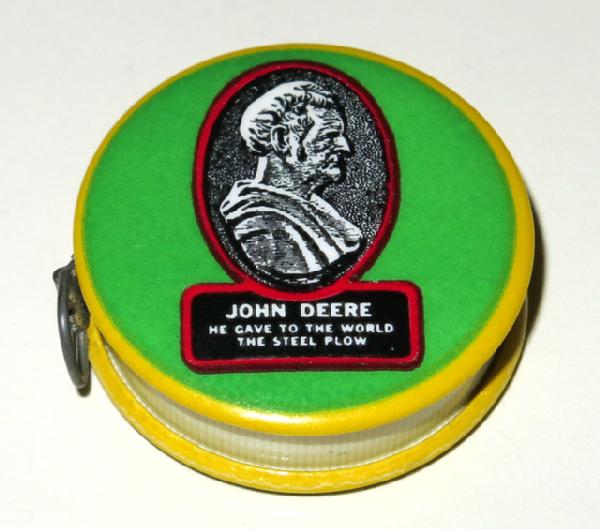 JOHN DEERE
HE GAVE TO THE WORLD
THE STEEL PLOW